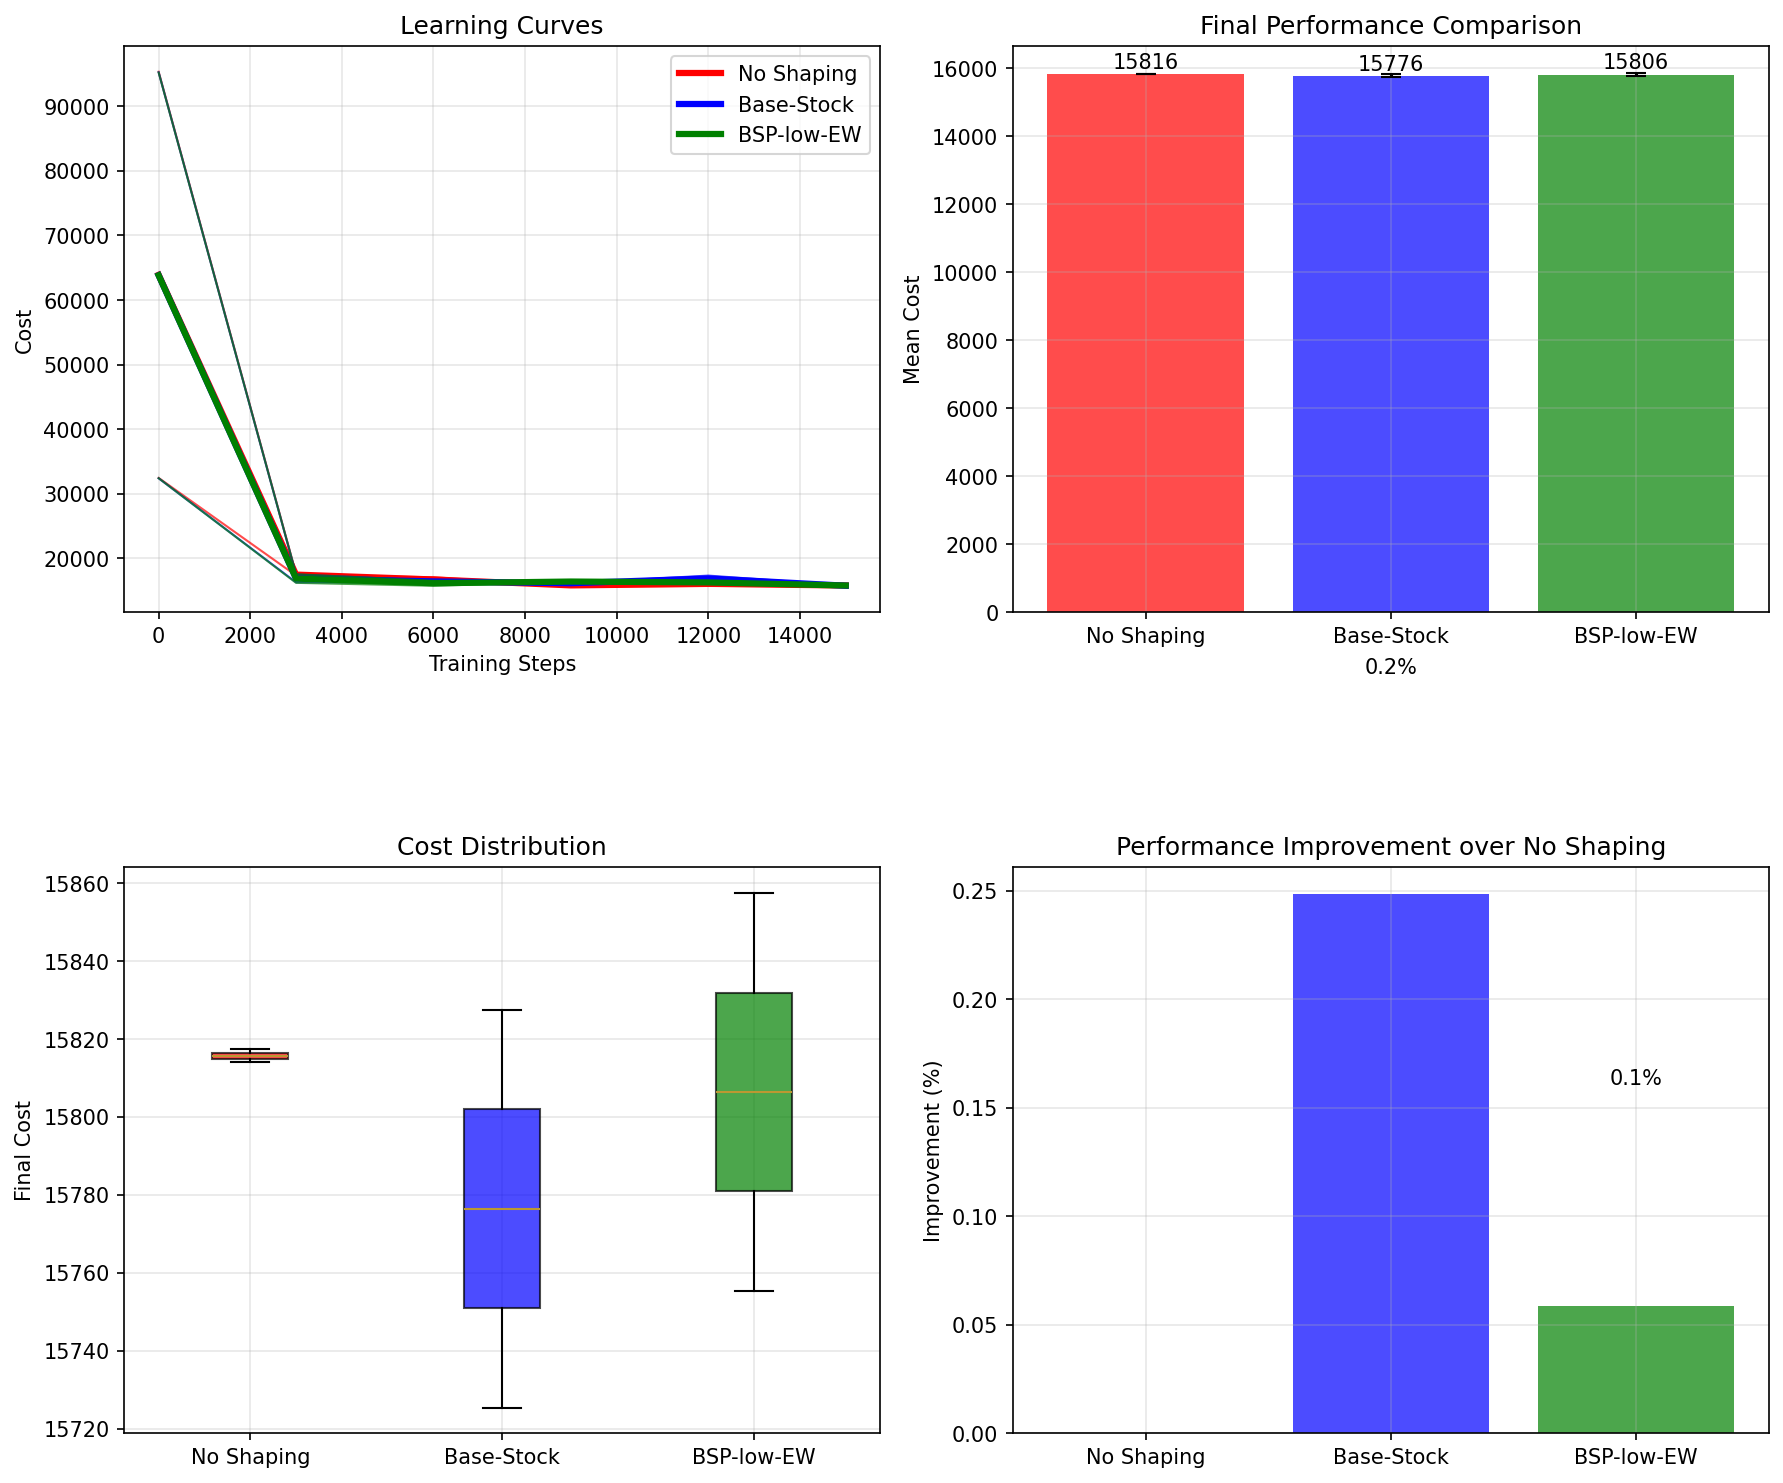 Learning Curves
Cost
90000
80000
70000
60000
50000
40000
30000
20000
No Shaping
Base-Stock
BSP-low-EW
0 2000 4000 6000 8000 10000 12000 14000
Training Steps
Final Performance Comparison
Mean Cost
16000
14000
12000
10000
8000
6000
4000
2000
0
15816 15776 15806
No Shaping Base-Stock BSP-low-EW
0.2%
Cost Distribution
Final Cost
15860
15840
15820
15800
15780
15760
15740
15720
No Shaping Base-Stock BSP-low-EW
Performance Improvement over No Shaping
Improvement (%)
0.25
0.20
0.15
0.10
0.05
0.00
0.1%
No Shaping Base-Stock BSP-low-EW